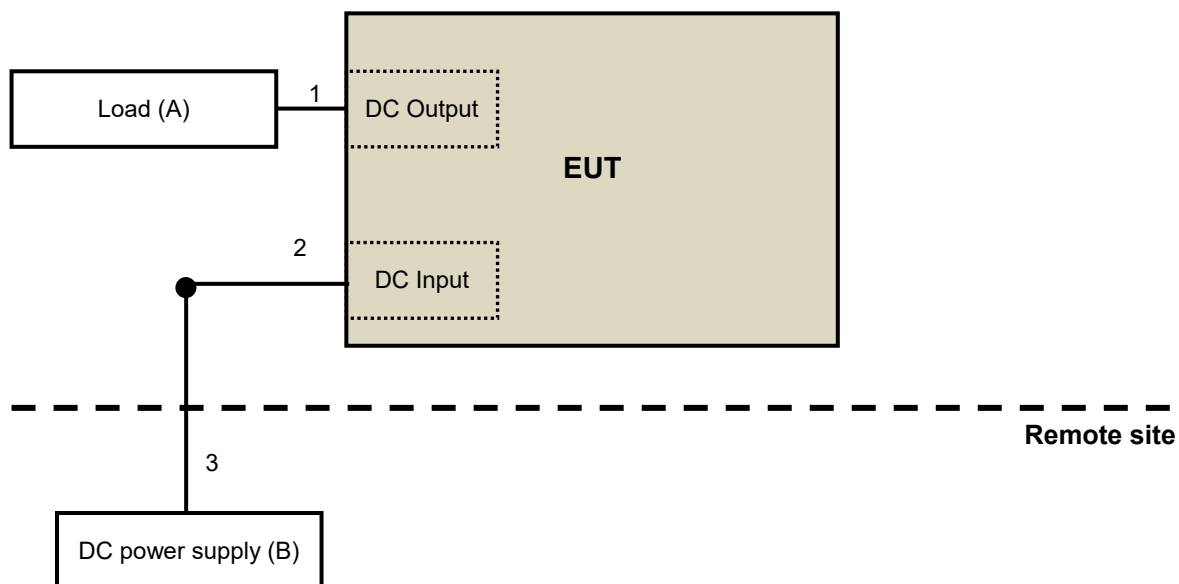 Load (A)
1
DC Output
EUT
2
DC Input
Remote site
3
DC power supply (B)